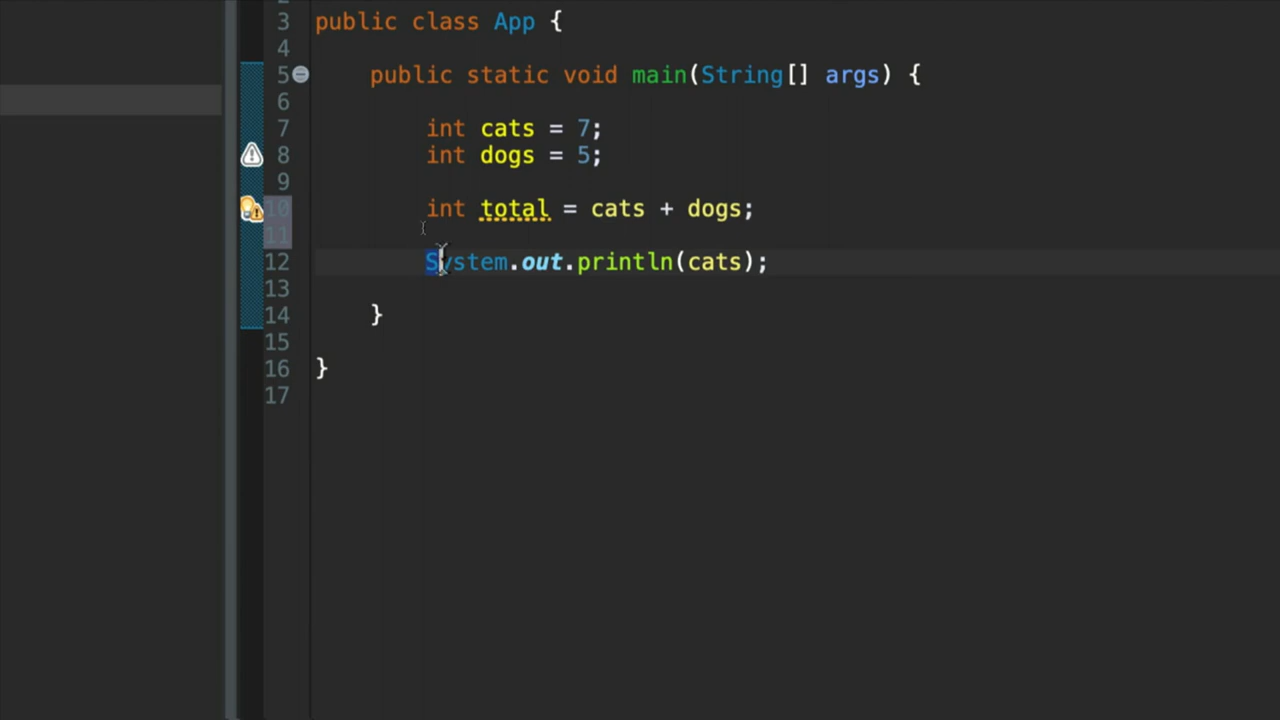 3 public class App {
4
5 public static void main(String[] args) {
6
7 int cats = 7;
8 int dogs = 5;
9
10 int total = cats + dogs;
11
12 System.out.println(cats);
13
14 }
15
16 }
17